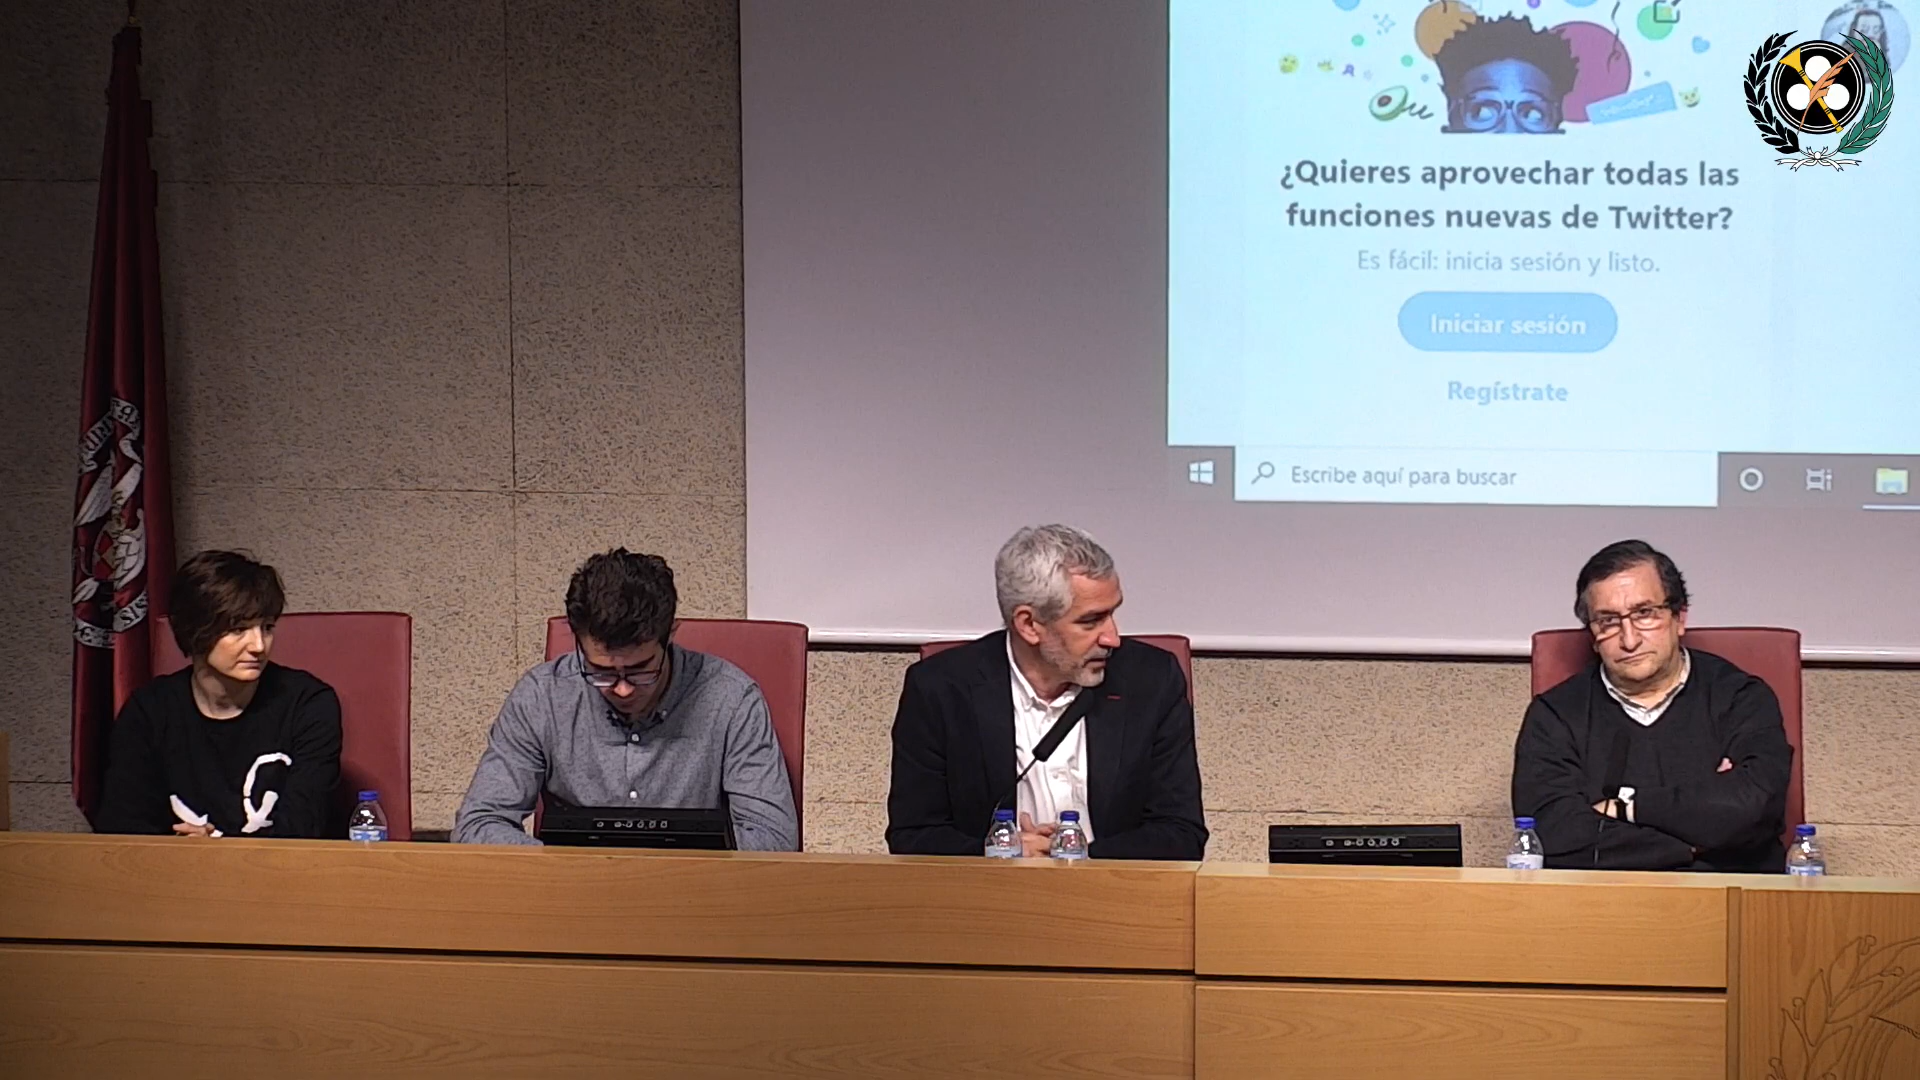 ¿Quieres aprovechar todas las
funciones nuevas de Twitter?
Es fácil: inicia sesión y listo.
Iniciar sesión
Regístrate
Escribe aquí para buscar